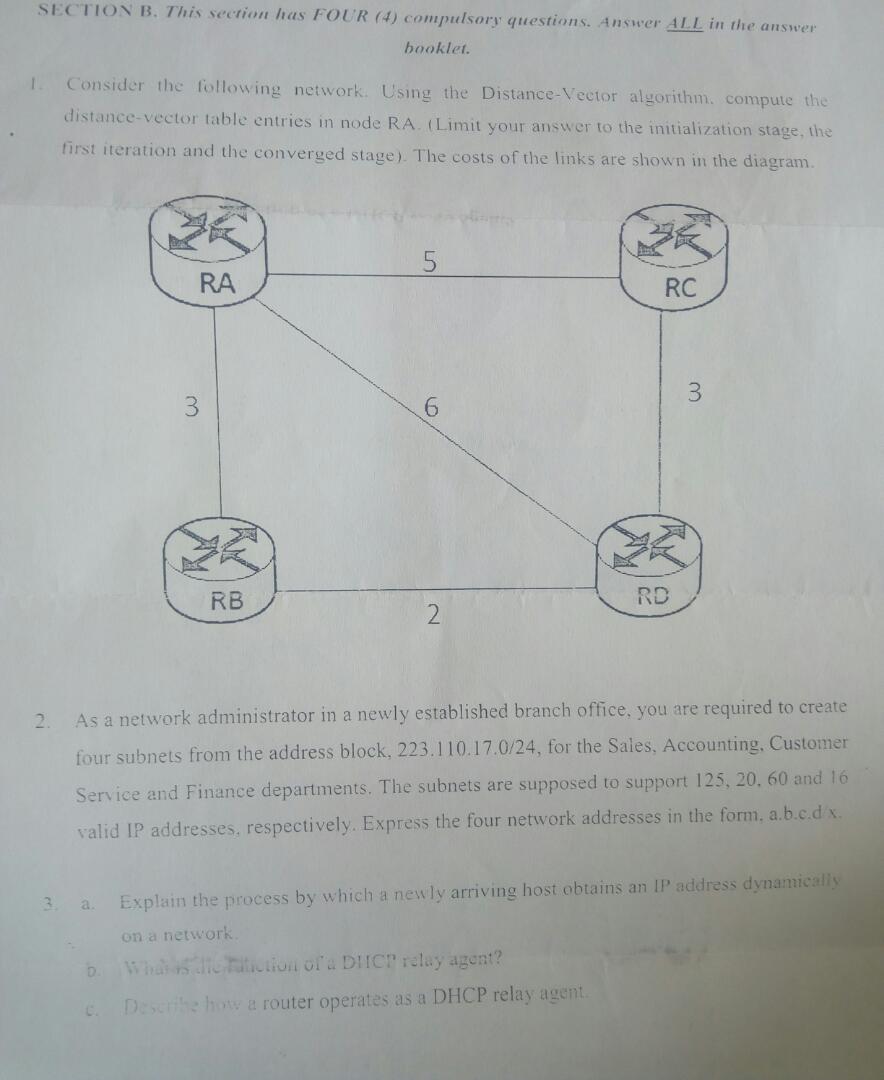 SECTION B. This section has FOUR (4) compulsory questions. Answer ALL in the answer
booklet.
1. Consider the following network. Using the Distance-Vector algorithm, compute the
distance-vector table entries in node RA. (Limit your answer to the initialization stage, the
first iteration and the converged stage). The costs of the links are shown in the diagram.
RA
5
RC
3
6
3
RB
2
RD
2. As a network administrator in a newly established branch office, you are required to create
four subnets from the address block, 223.110.17.0/24, for the Sales, Accounting, Customer
Service and Finance departments. The subnets are supposed to support 125, 20, 60 and 16
valid IP addresses, respectively. Express the four network addresses in the form, a.b.c.d/x.
3. a. Explain the process by which a newly arriving host obtains an IP address dynamically
on a network.
b. What is the function of a DHCP relay agent?
c. Describe how a router operates as a DHCP relay agent.